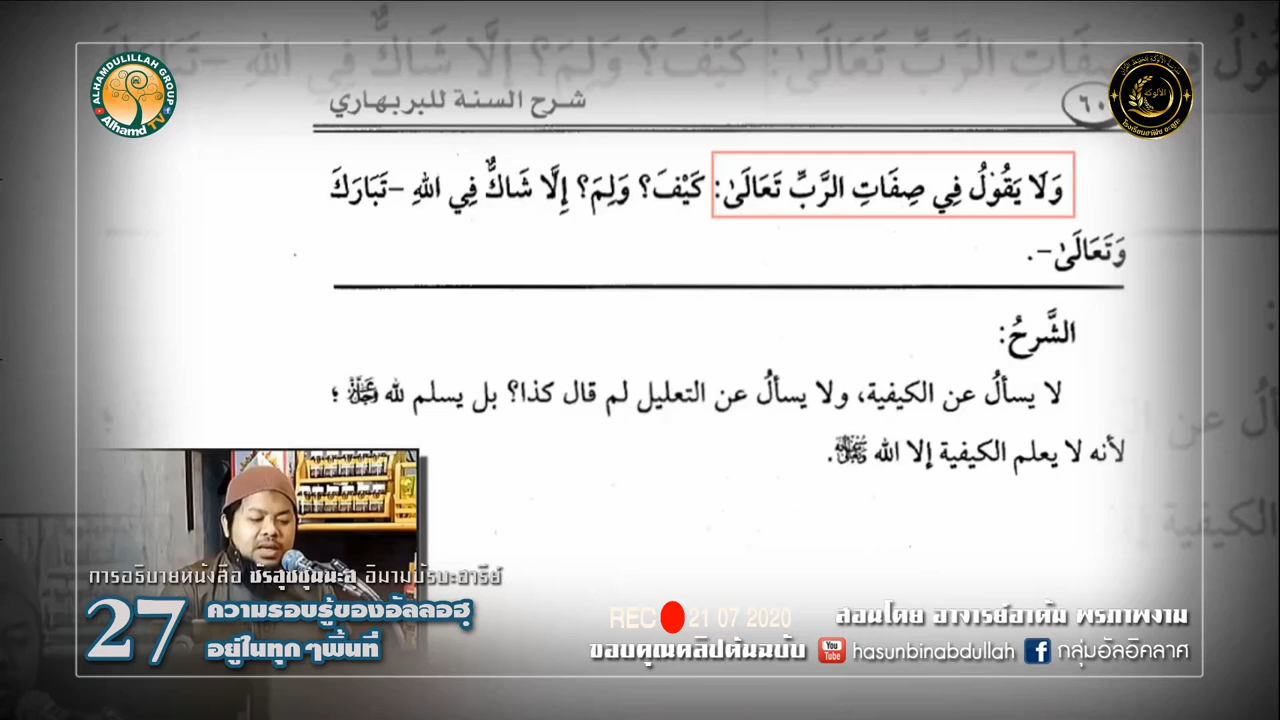 ALHAMDULILLAH GROUP
Alhamd TV
شرح السنة للبربهاري
٦٠
الألوكة
وَلَا يَقُوْلُ فِي صِفَاتِ الرَّبِّ تَعَالَىٰ: كَيْفَ؟ وَلِمَ؟ إِلَّا شَاكٌّ فِي اللهِ –تَبَارَكَ
وَتَعَالَىٰ–.
الشَّرحُ:
لا يسألُ عن الكيفية، ولا يسألُ عن التعليل لم قال كذا؟ بل يسلم لله ﷻ؛
لأنه لا يعلم الكيفية إلا الله
การอธิบายหนังสือ ชัรฮุซซุนนะฮฺ อิมามบัรบะฮารีย์
27 ความรอบรู้ของอัลลอฮฺ
อยู่ในทุก ๆพื้นที่
REC 21 07 2020
สอนโดย อาจารย์อาดัม พรภาพงาม
ขอบคุณคลิปต้นฉบับ You Tube hasunbinabdullah f กลุ่มอัลอิคลาศ